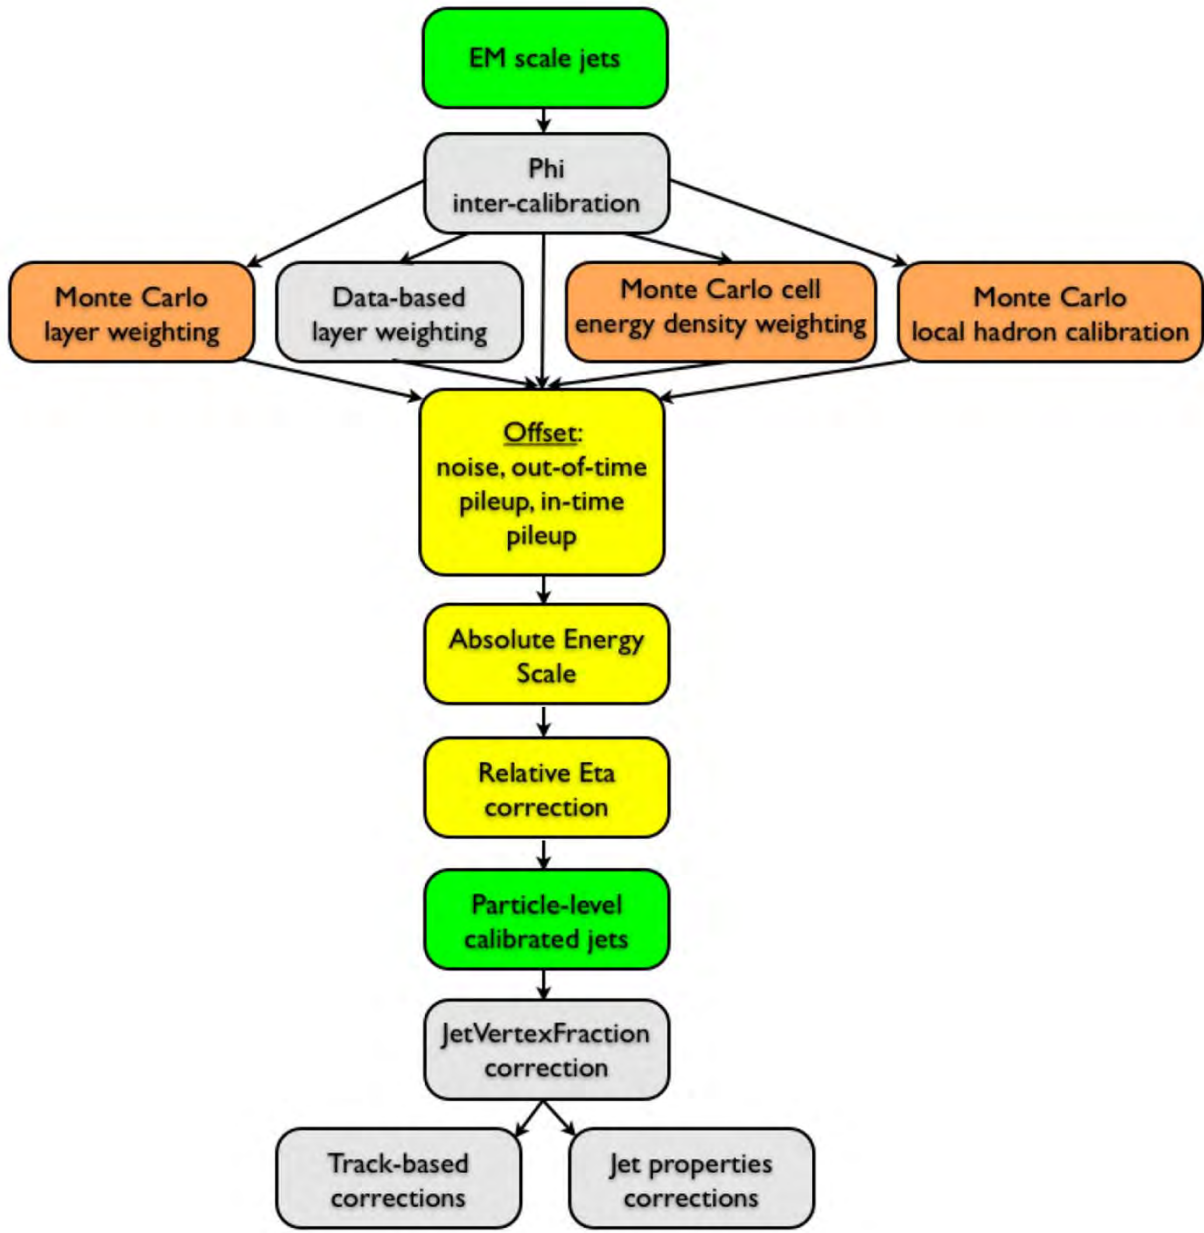 EM scale jets
Phi
inter-calibration
Monte Carlo
layer weighting
Data-based
layer weighting
Monte Carlo cell
energy density weighting
Monte Carlo
local hadron calibration
Offset:
noise, out-of-time
pileup, in-time
pileup
Absolute Energy
Scale
Relative Eta
correction
Particle-level
calibrated jets
JetVertexFraction
correction
Track-based
corrections
Jet properties
corrections